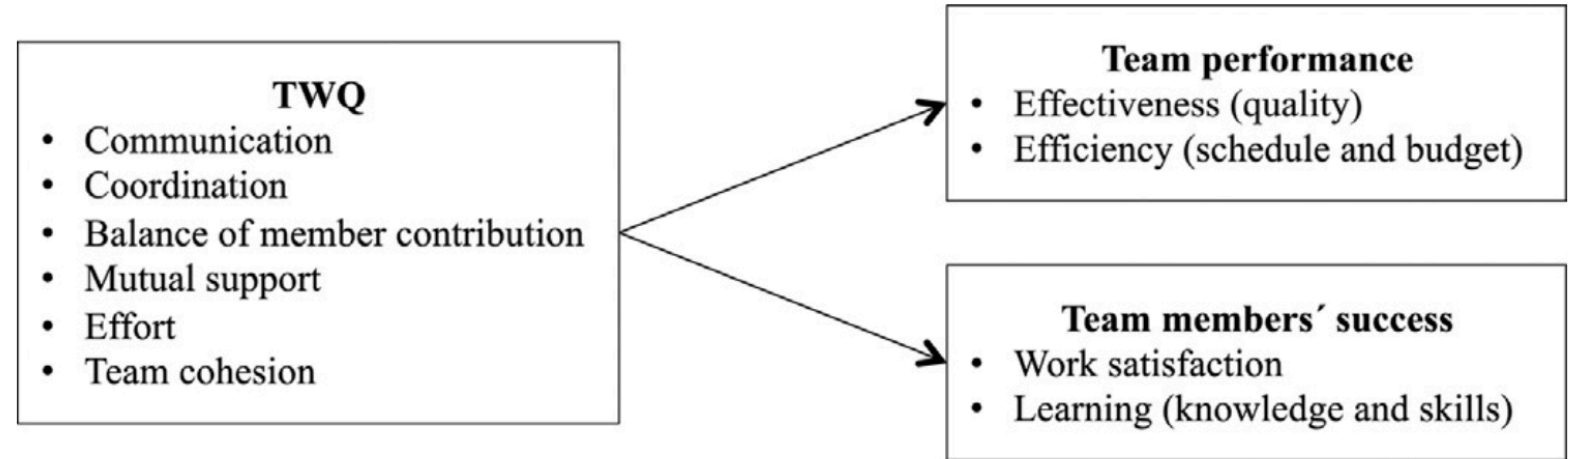 TWQ
• Communication
• Coordination
• Balance of member contribution
• Mutual support
• Effort
• Team cohesion
Team performance
• Effectiveness (quality)
• Efficiency (schedule and budget)
Team members´ success
• Work satisfaction
• Learning (knowledge and skills)